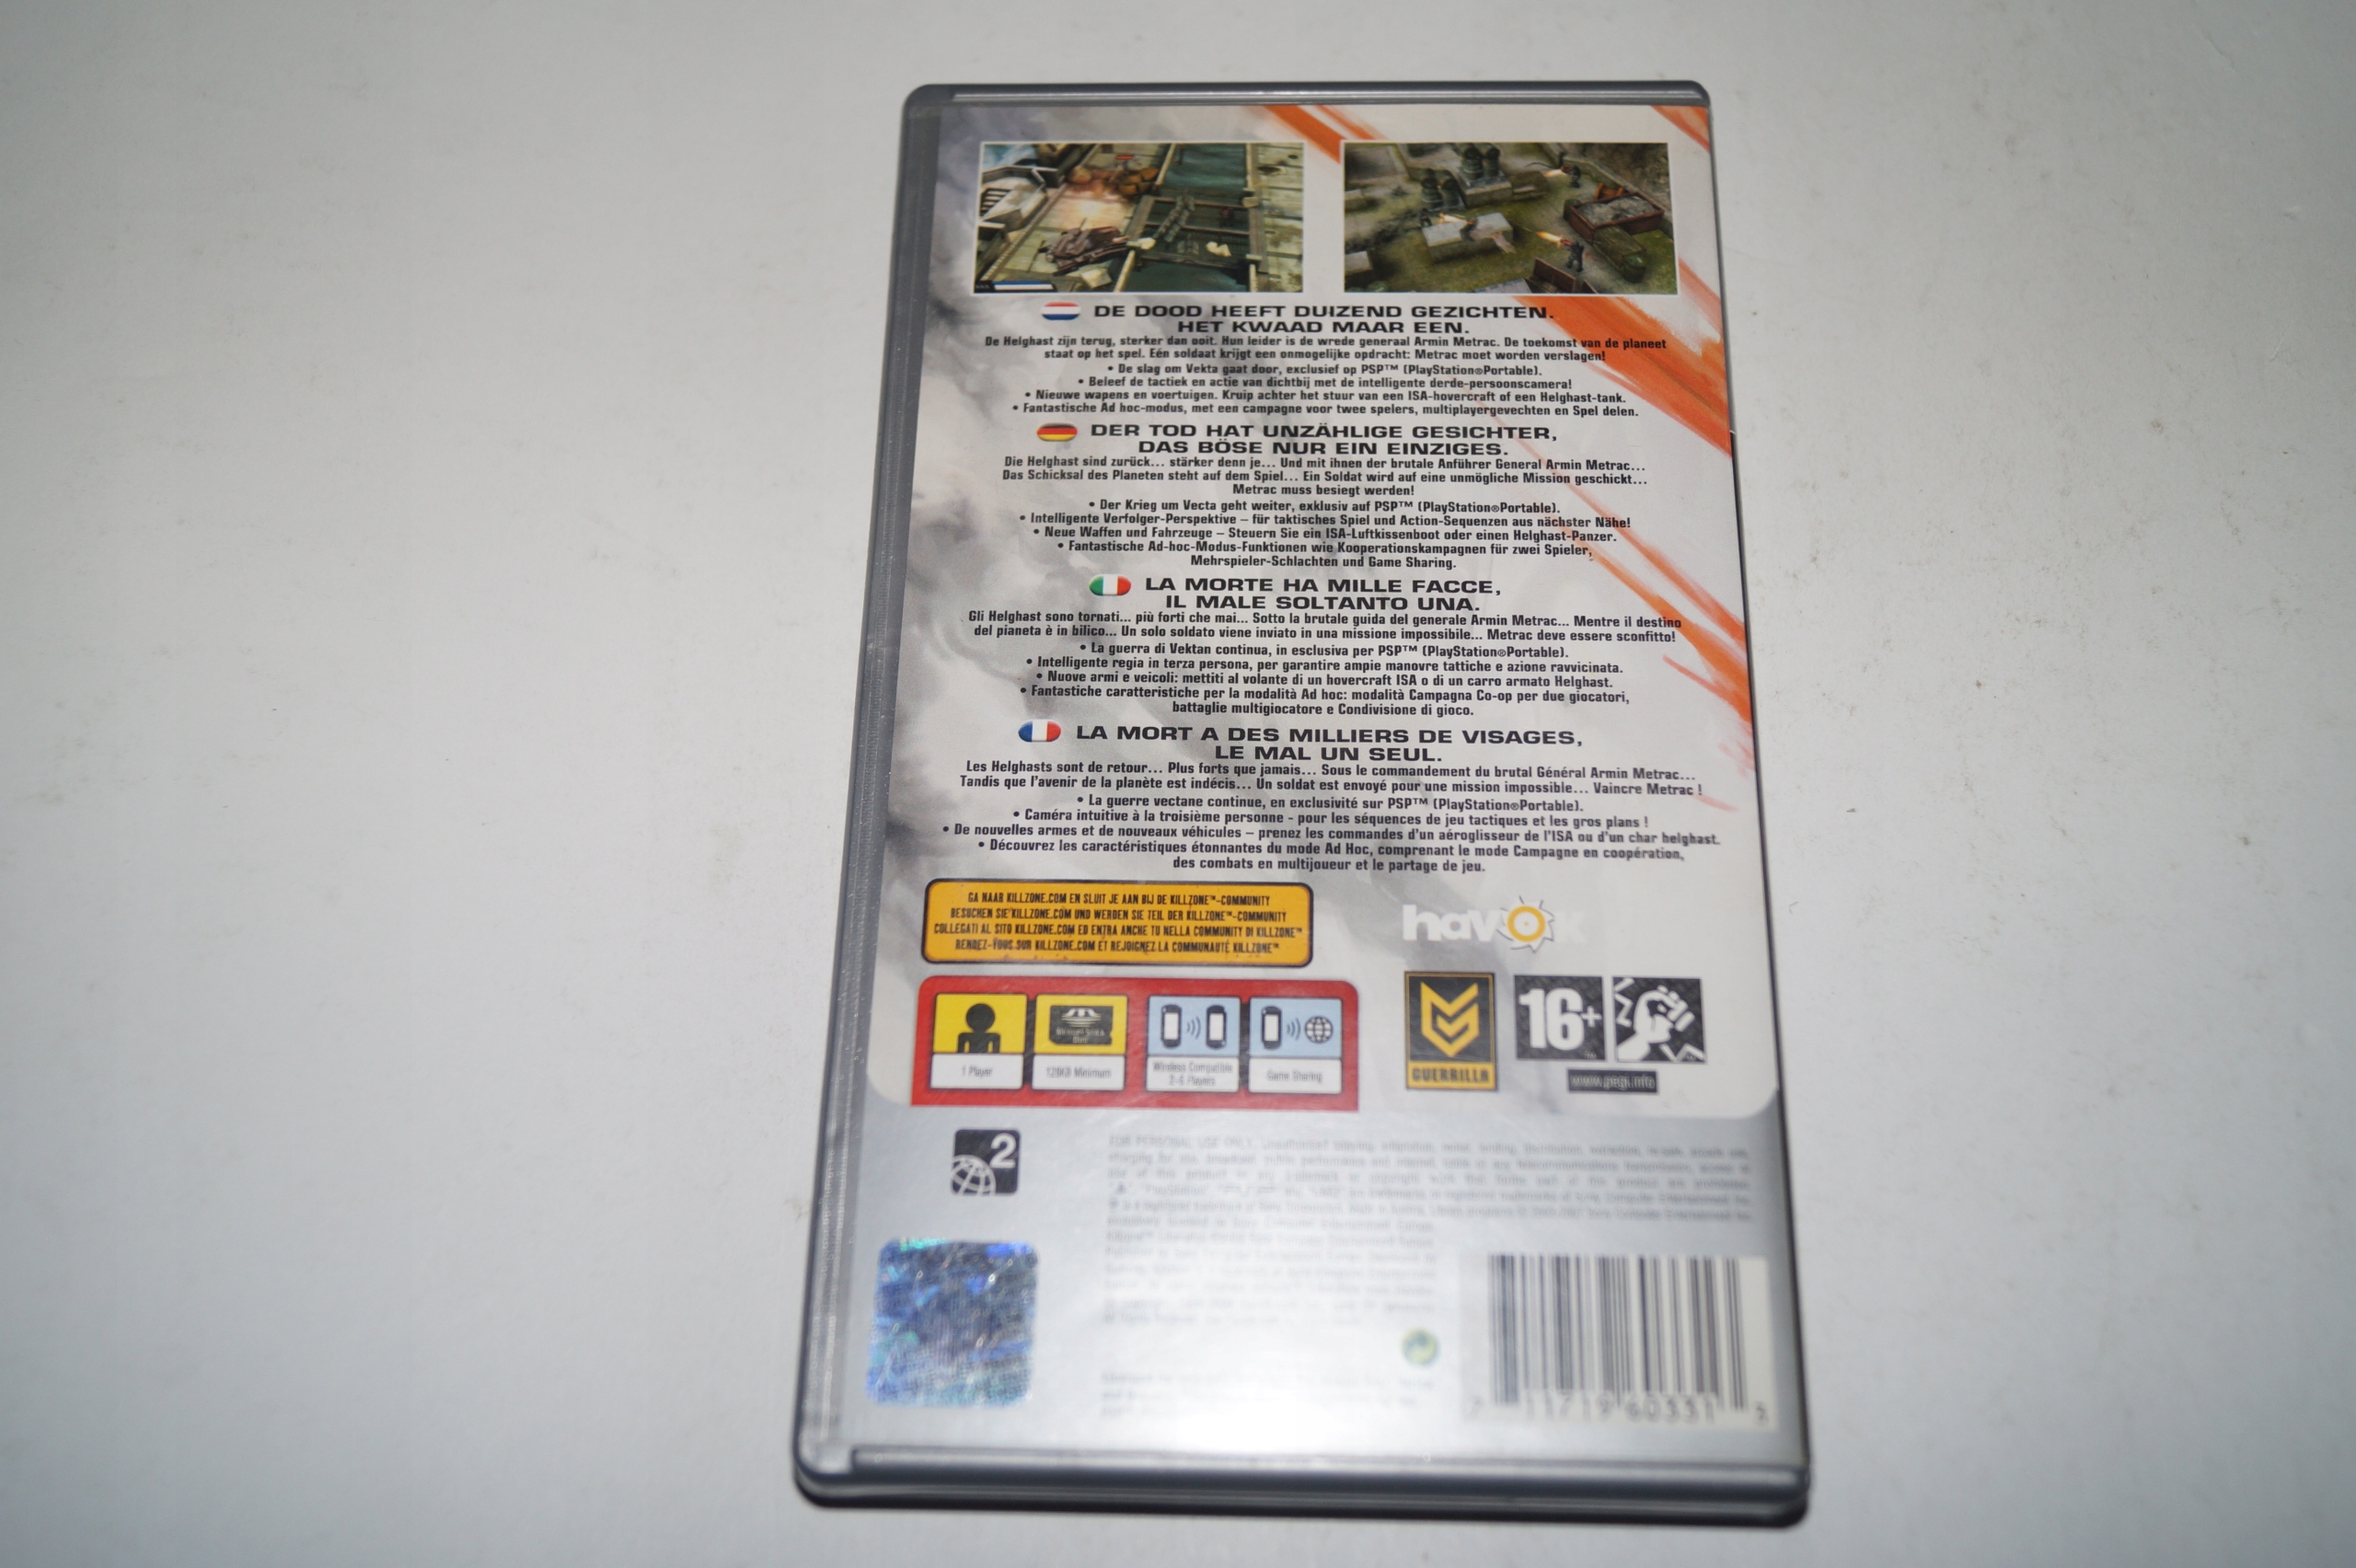 DE DOOD HEEFT DUIZEND GEZICHTEN.
HET KWAAD MAAR EEN.
De Helghast zijn terug, sterker dan ooit. Hun leider is de wrede generaal Armin Metrac. De toekomst van de planeet
staat op het spel. Eén soldaat krijgt een onmogelijke opdracht: Metrac moet worden verslagen!
• De slag om Vekta gaat door, exclusief op PSP™ (PlayStation®Portable).
• Beleef de tactiek en actie van dichtbij met de intelligente derde-persoonscamera!
• Nieuwe wapens en voertuigen. Kruip achter het stuur van een ISA-hovercraft of een Helghast-tank.
• Fantastische Ad hoc-modus, met een campagne voor twee spelers, multiplayergevechten en Spel delen.
DER TOD HAT UNZÄHLIGE GESICHTER,
DAS BÖSE NUR EIN EINZIGES.
Die Helghast sind zurück... stärker denn je... Und mit ihnen der brutale Anführer General Armin Metrac...
Das Schicksal des Planeten steht auf dem Spiel... Ein Soldat wird auf eine unmögliche Mission geschickt...
Metrac muss besiegt werden!
• Der Krieg um Vecta geht weiter, exklusiv auf PSP™ (PlayStation®Portable).
• Intelligente Verfolger-Perspektive – für taktisches Spiel und Action-Sequenzen aus nächster Nähe!
• Neue Waffen und Fahrzeuge – Steuern Sie ein ISA-Luftkissenboot oder einen Helghast-Panzer.
• Fantastische Ad-hoc-Modus-Funktionen wie Kooperationskampagnen für zwei Spieler,
Mehrspieler-Schlachten und Game Sharing.
LA MORTE HA MILLE FACCE,
IL MALE SOLTANTO UNA.
Gli Helghast sono tornati... più forti che mai... Sotto la brutale guida del generale Armin Metrac... Mentre il destino
del pianeta è in bilico... Un solo soldato viene inviato in una missione impossibile... Metrac deve essere sconfitto!
• La guerra di Vektan continua, in esclusiva per PSP™ (PlayStation®Portable).
• Intelligente regia in terza persona, per garantire ampie manovre tattiche e azione ravvicinata.
• Nuove armi e veicoli: mettiti al volante di un hovercraft ISA o di un carro armato Helghast.
• Fantastiche caratteristiche per la modalità Ad hoc: modalità Campagna Co-op per due giocatori,
battaglie multigiocatore e Condivisione di gioco.
LA MORT A DES MILLIERS DE VISAGES,
LE MAL UN SEUL.
Les Helghasts sont de retour... Plus forts que jamais... Sous le commandement du brutal Général Armin Metrac...
Tandis que l'avenir de la planète est indécis... Un soldat est envoyé pour une mission impossible... Vaincre Metrac !
• La guerre vectane continue, en exclusivité sur PSP™ (PlayStation®Portable).
• Caméra intuitive à la troisième personne - pour les séquences de jeu tactiques et les gros plans !
• De nouvelles armes et de nouveaux véhicules – prenez les commandes d'un aéroglisseur de l'ISA ou d'un char helghast.
• Découvrez les caractéristiques étonnantes du mode Ad Hoc, comprenant le mode Campagne en coopération,
des combats en multijoueur et le partage de jeu.
GA NAAR KILLZONE.COM EN SLUIT JE AAN BIJ DE KILLZONE™-COMMUNITY
BESUCHEN SIE KILLZONE.COM UND WERDEN SIE TEIL DER KILLZONE™-COMMUNITY
COLLEGATI AL SITO KILLZONE.COM ED ENTRA ANCHE TU NELLA COMMUNITY DI KILLZONE™
RENDEZ-VOUS SUR KILLZONE.COM ET REJOIGNEZ LA COMMUNAUTÉ KILLZONE™
havok
1 Player
128KB Minimum
Wireless Compatible
2-6 Players
Game Sharing
GUERRILLA
16+
www.pegi.info
2
FOR PERSONAL USE ONLY.
7 11719 60331 5